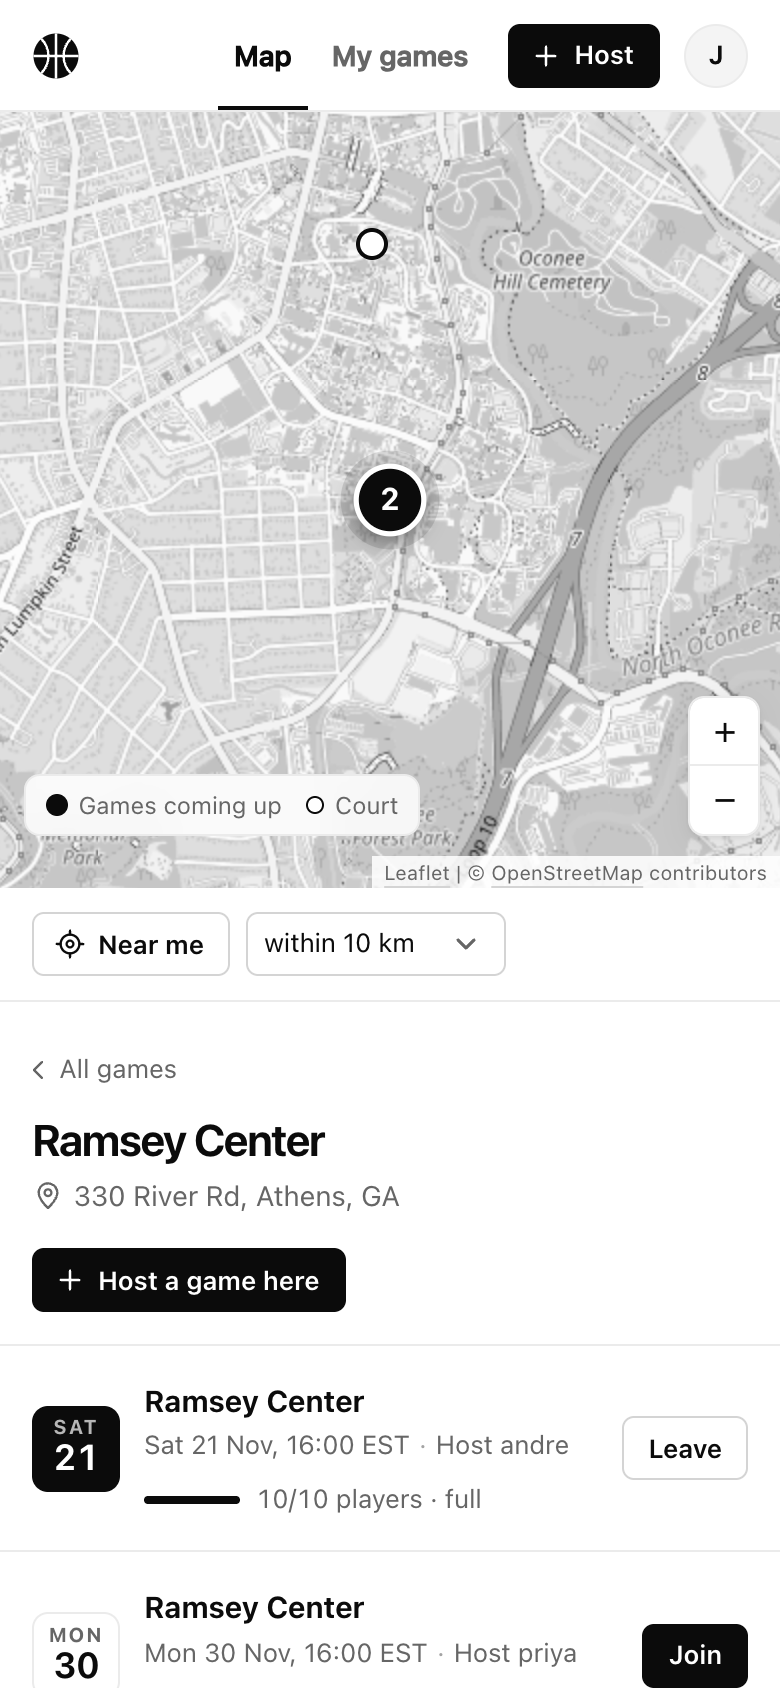 Map
My games
+ Host
J
Oconee
Hill Cemetery
8
2
7
Lumpkin Street
North Oconee R
+
−
7
Games coming up
Court
Forest Park
Park
Leaflet | © OpenStreetMap contributors
Near me
within 10 km
All games
Ramsey Center
330 River Rd, Athens, GA
+ Host a game here
SAT
21
Ramsey Center
Sat 21 Nov, 16:00 EST · Host andre
10/10 players · full
Leave
MON
30
Ramsey Center
Mon 30 Nov, 16:00 EST · Host priya
Join